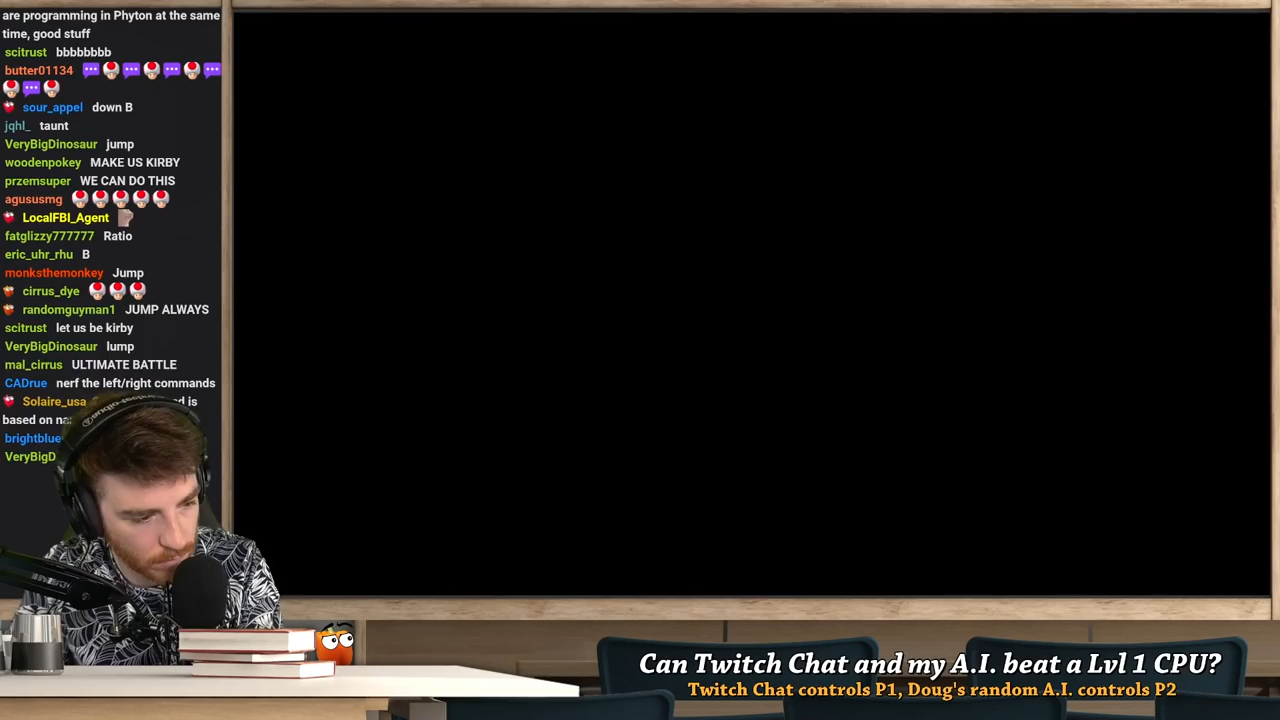 are programming in Phyton at the same
time, good stuff
scitrust bbbbbbbb
butter01134
sour_appel down B
jqhl_ taunt
VeryBigDinosaur jump
woodenpokey MAKE US KIRBY
przemsuper WE CAN DO THIS
agususmg
LocalFBI_Agent
fatglizzy777777 Ratio
eric_uhr_rhu B
monksthemonkey Jump
cirrus_dye
randomguyman1 JUMP ALWAYS
scitrust let us be kirby
VeryBigDinosaur lump
mal_cirrus ULTIMATE BATTLE
CADrue nerf the left/right commands
Solaire_usa is
based on
brightblue
VeryBigD
Can Twitch Chat and my A.I. beat a Lvl 1 CPU?
Twitch Chat controls P1, Doug's random A.I. controls P2